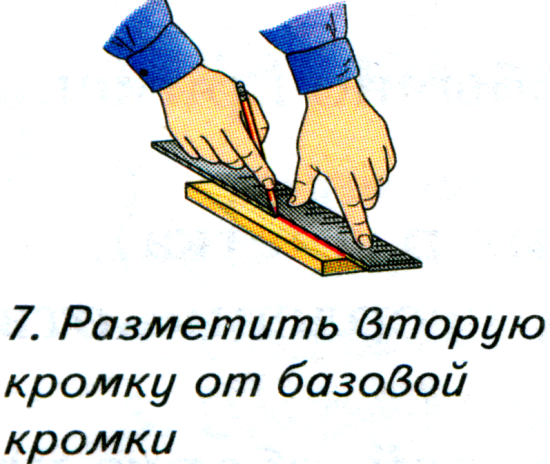 7. Разметить вторую
кромку от базовой
кромки